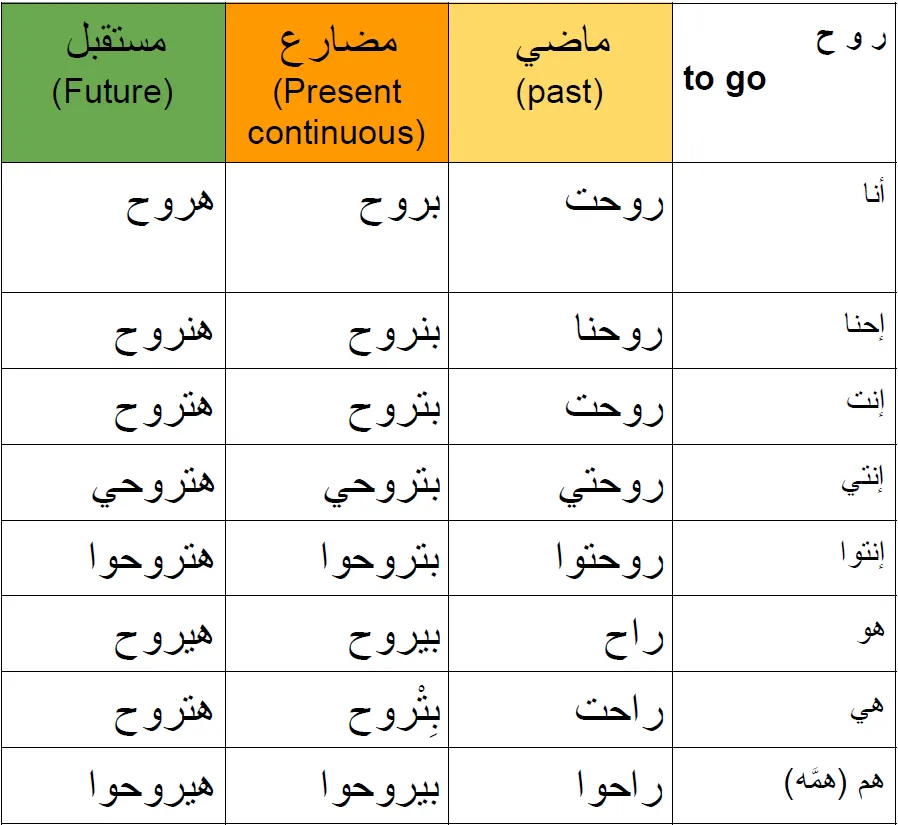 ر و ح
to go
ماضي
(past)
مضارع
(Present
continuous)
مستقبل
(Future)
أنا
روحت
بروح
هروح
إحنا
روحنا
بنروح
هنروح
إنت
روحت
بتروح
هتروح
إنتي
روحتي
بتروحي
هتروحي
إنتوا
روحتوا
بتروحوا
هتروحوا
هو
راح
بيروح
هيروح
هي
راحت
بِتْروح
هتروح
هم (همَّه)
راحوا
بيروحوا
هيروحوا